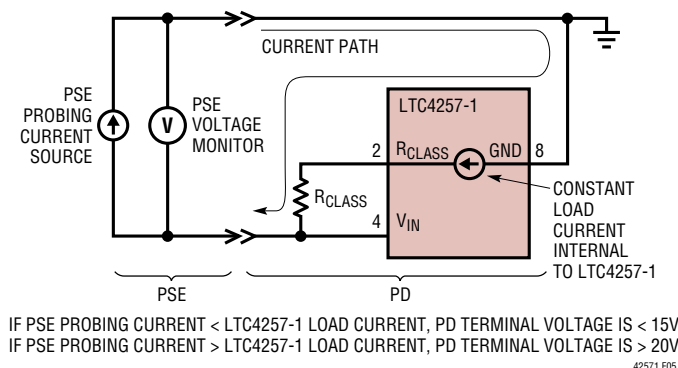 CURRENT PATH
PSE
PROBING
CURRENT
SOURCE
V
PSE
VOLTAGE
MONITOR
LTC4257-1
2
RCLASS
GND
8
RCLASS
4
VIN
CONSTANT
LOAD
CURRENT
INTERNAL
TO LTC4257-1
PSE
PD
IF PSE PROBING CURRENT < LTC4257-1 LOAD CURRENT, PD TERMINAL VOLTAGE IS < 15V
IF PSE PROBING CURRENT > LTC4257-1 LOAD CURRENT, PD TERMINAL VOLTAGE IS > 20V
42571 F05